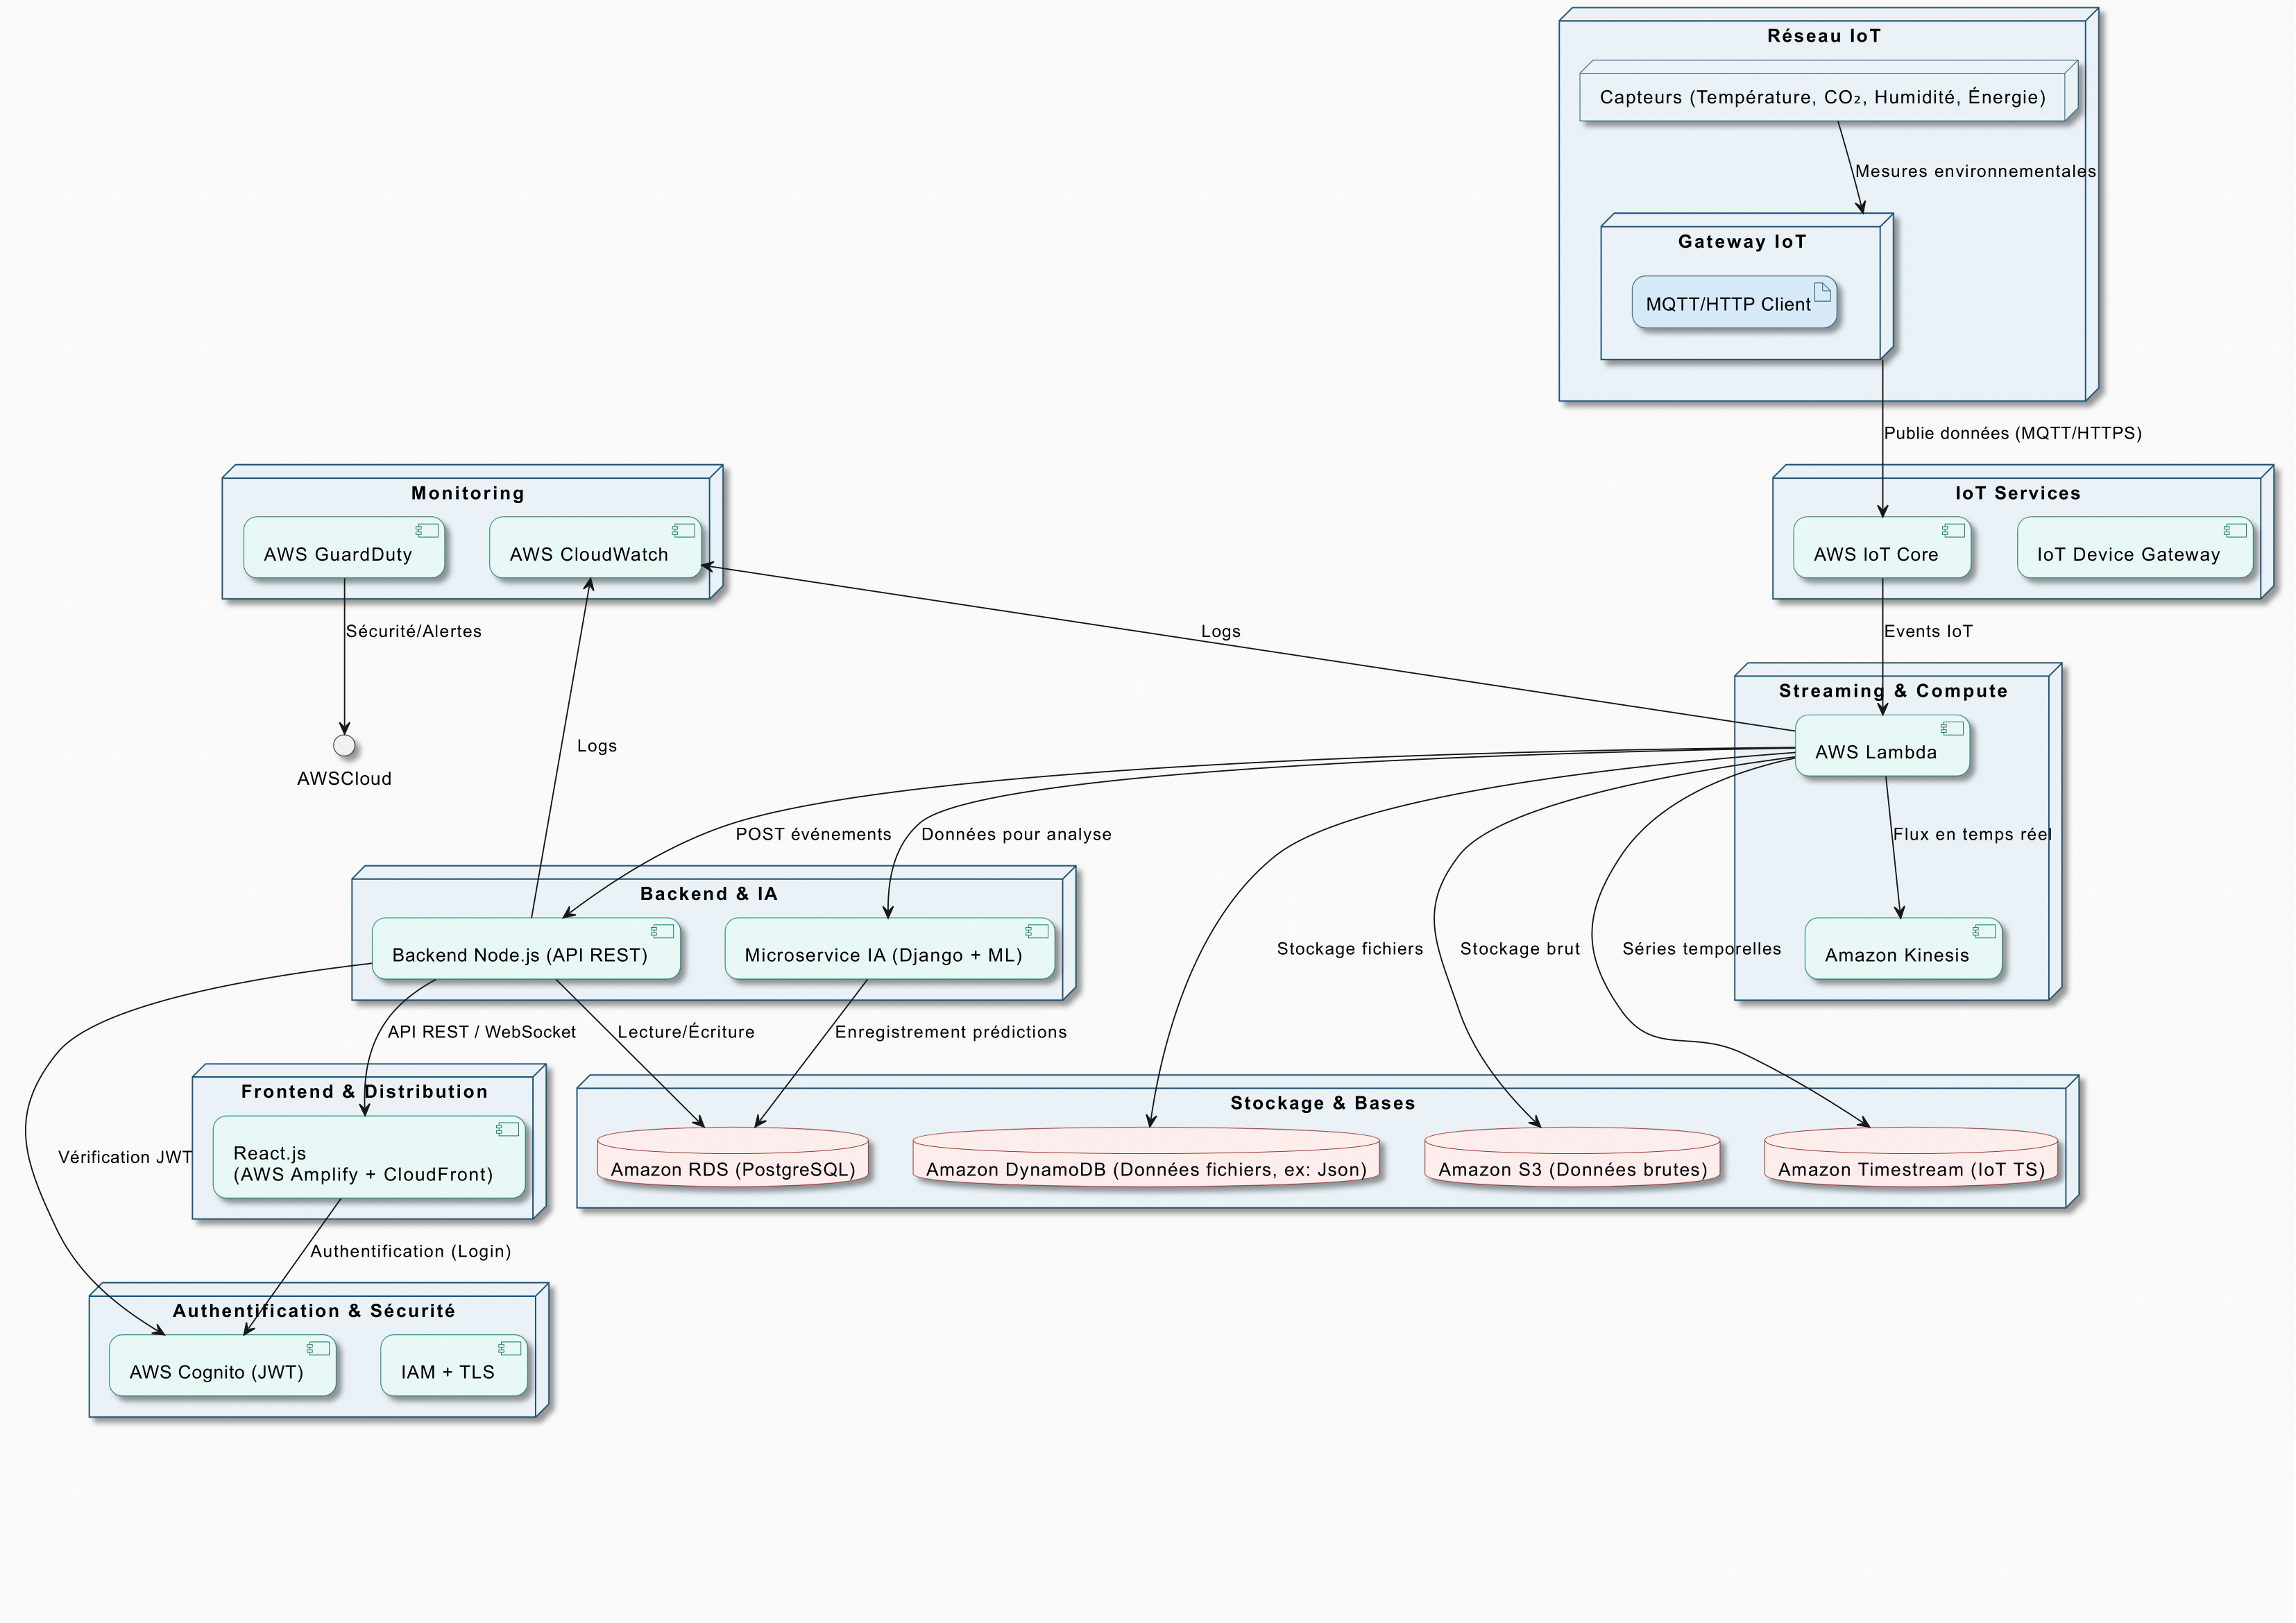 Réseau IoT
Capteurs (Température, CO₂, Humidité, Énergie)
Mesures environnementales
Gateway IoT
MQTT/HTTP Client
Publie données (MQTT/HTTPS)
Monitoring
AWS GuardDuty
AWS CloudWatch
IoT Services
AWS IoT Core
IoT Device Gateway
Sécurité/Alertes
Logs
Events IoT
Streaming & Compute
AWS Lambda
Logs
AWSCloud
POST événements
Données pour analyse
Flux en temps réel
Backend & IA
Backend Node.js (API REST)
Microservice IA (Django + ML)
Stockage fichiers
Stockage brut
Séries temporelles
Amazon Kinesis
API REST / WebSocket
Lecture/Écriture
Enregistrement prédictions
Frontend & Distribution
React.js
(AWS Amplify + CloudFront)
Vérification JWT
Stockage & Bases
Amazon RDS (PostgreSQL)
Amazon DynamoDB (Données fichiers, ex: Json)
Amazon S3 (Données brutes)
Amazon Timestream (IoT TS)
Authentification (Login)
Authentification & Sécurité
AWS Cognito (JWT)
IAM + TLS